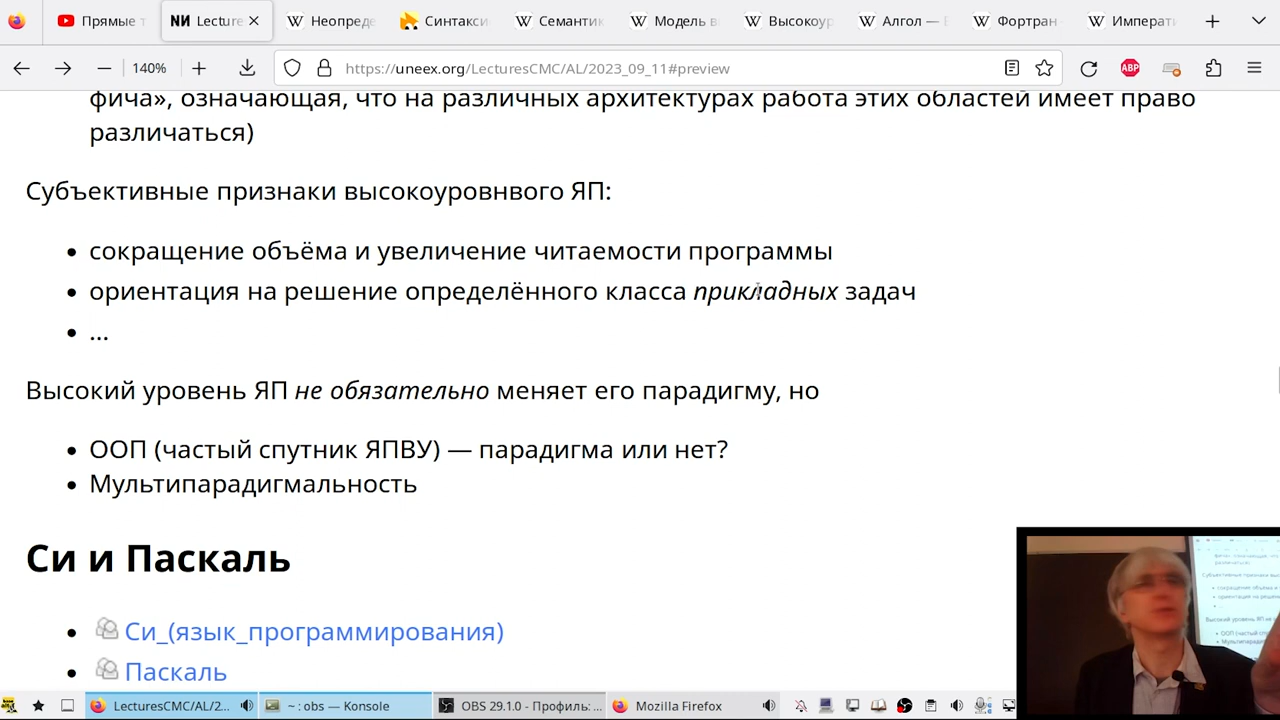 Прямые т
Lecture
Неопреде
Синтакси
Семантик
Модель в
Высокоур
Алгол — В
Фортран
Императи
140%
https://uneex.org/LecturesCMC/AL/2023_09_11#preview
ABP
фича», означающая, что на различных архитектурах работа этих областей имеет право
различаться)
Субъективные признаки высокоуровнвого ЯП:
• сокращение объёма и увеличение читаемости программы
• ориентация на решение определённого класса прикладных задач
• ...
Высокий уровень ЯП не обязательно меняет его парадигму, но
• ООП (частый спутник ЯПВУ) — парадигма или нет?
• Мультипарадигмальность
Си и Паскаль
• Си_(язык_программирования)
• Паскаль
LecturesCMC/AL/2...
~ : obs — Konsole
OBS 29.1.0 - Профиль: ...
Mozilla Firefox